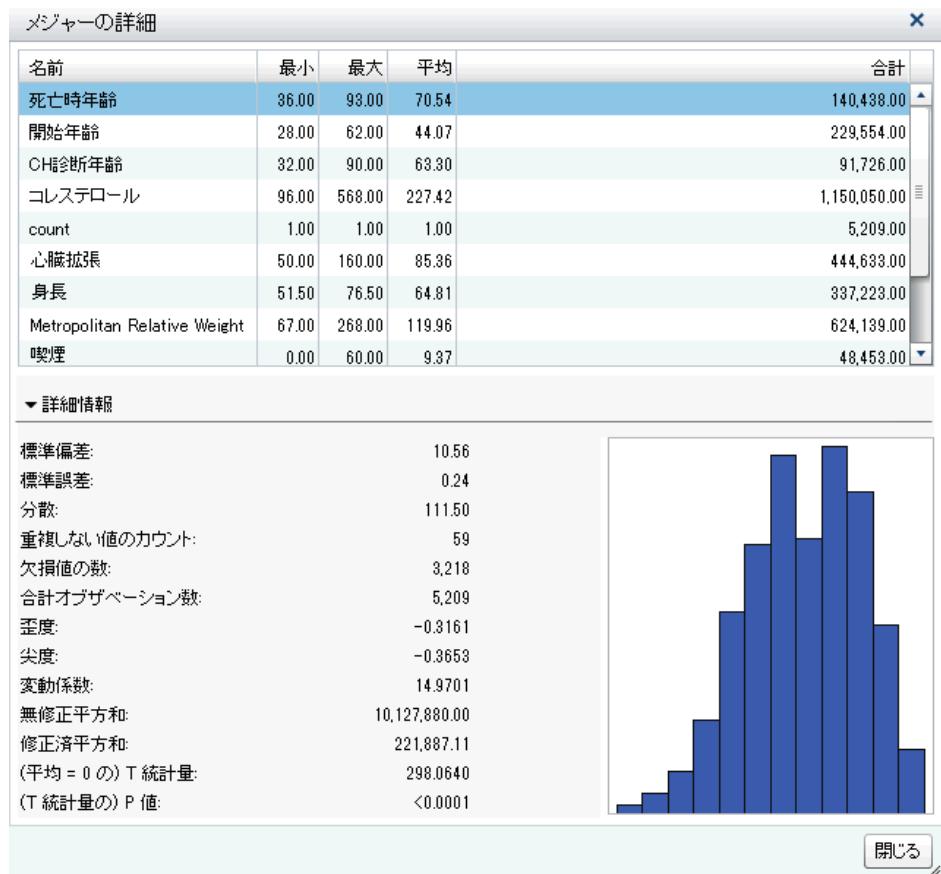 メジャーの詳細
名前 最小 最大 平均 合計
死亡時年齢 36.00 93.00 70.54 140,438.00
開始年齢 28.00 62.00 44.07 229,554.00
CH診断年齢 32.00 90.00 63.30 91,726.00
コレステロール 96.00 568.00 227.42 1,150,050.00
count 1.00 1.00 1.00 5,209.00
心臓拡張 50.00 160.00 85.36 444,633.00
身長 51.50 76.50 64.81 337,223.00
Metropolitan Relative Weight 67.00 268.00 119.96 624,139.00
喫煙 0.00 60.00 9.37 48,453.00
▼詳細情報
標準偏差: 10.56
標準誤差: 0.24
分散: 111.50
重複しない値のカウント: 59
欠損値の数: 3,218
合計オブザベーション数: 5,209
歪度: -0.3161
尖度: -0.3653
変動係数: 14.9701
無修正平方和: 10,127,880.00
修正済平方和: 221,887.11
(平均 = 0 の) T 統計量: 298.0640
(T 統計量の) P 値: <0.0001
閉じる